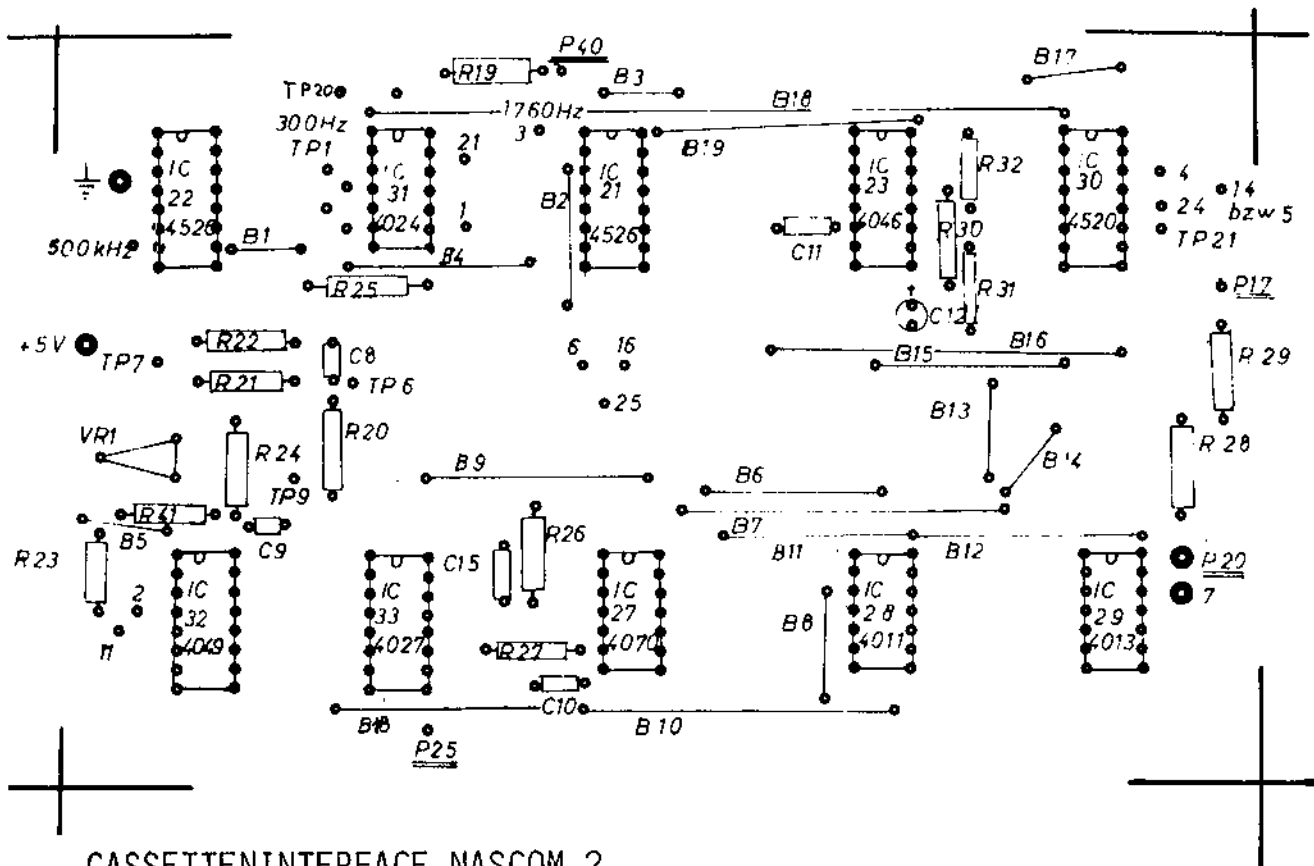 P40
B17
R19
B3
TP20
B18
1760Hz
300Hz
3
21
TP1
B19
IC 22 4526
IC 31 4024
B2
IC 21 4526
IC 23 4046
R32
IC 30 4520
4
14
bzw 5
24
TP21
1
500kHz
B1
B4
C11
R30
R25
R31
P17
+
C12
+5V
R22
C8
6
16
B15
B16
R29
TP7
R21
TP6
25
B13
VR1
R24
R20
B14
R28
B9
B6
TP9
R41
B7
B5
C9
R26
B11
B12
R23
C15
P20
2
IC 32 4049
IC 33 4027
IC 27 4070
B8
IC 28 4011
IC 29 4013
7
11
R27
C10
B18
B10
P25
CASSETTENINTERFACE NASCOM 2